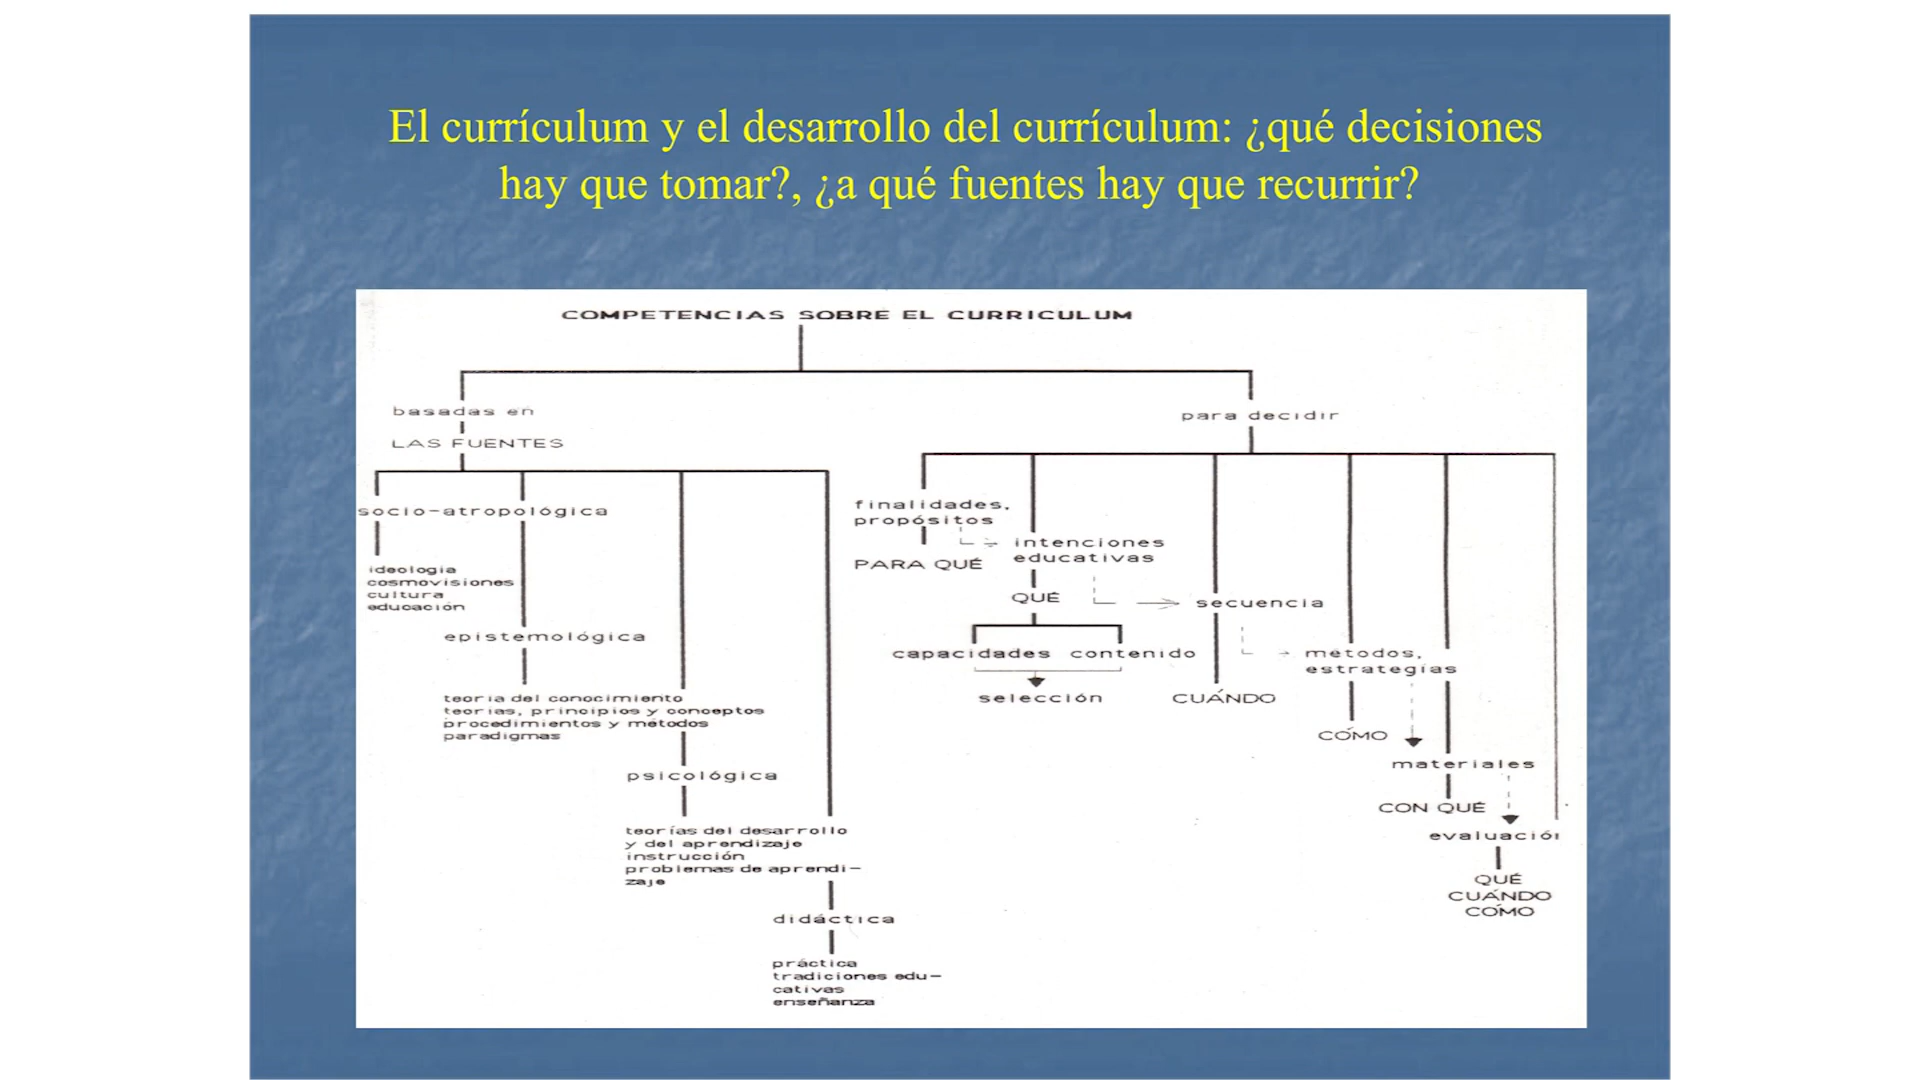 El currículum y el desarrollo del currículum: ¿qué decisiones
hay que tomar?, ¿a qué fuentes hay que recurrir?
COMPETENCIAS SOBRE EL CURRICULUM
basadas en
LAS FUENTES
socio-atropológica
ideologia
cosmovisiones
cultura
educación
epistemológica
teoria del conocimiento
teorias, principios y conceptos
procedimientos y métodos
paradigmas
psicológica
teorías del desarrollo
y del aprendizaje
instrucción
problemas de aprendi-
zaje
didáctica
práctica
tradiciones edu-
cativas
enseñanza
para decidir
finalidades,
propósitos
PARA QUÉ
intenciones
educativas
QUÉ
capacidades contenido
selección
secuencia
CUÁNDO
métodos,
estrategias
CÓMO
materiales
CON QUÉ
evaluación
QUÉ
CUÁNDO
CÓMO